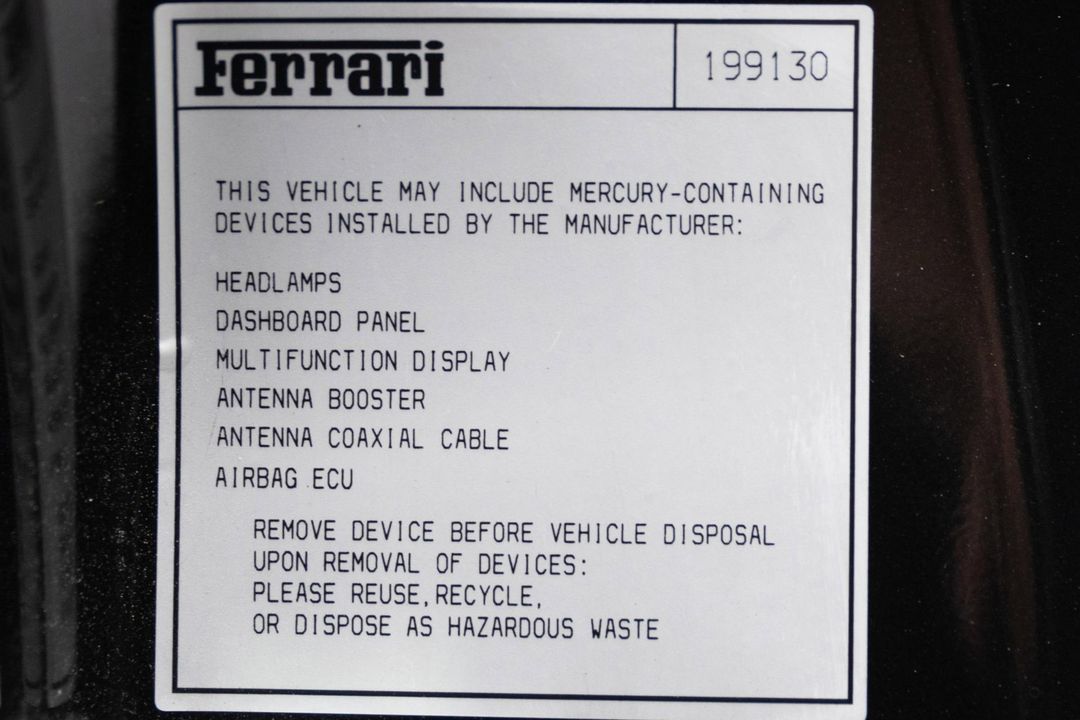 Ferrari 199130
THIS VEHICLE MAY INCLUDE MERCURY-CONTAINING
DEVICES INSTALLED BY THE MANUFACTURER:
HEADLAMPS
DASHBOARD PANEL
MULTIFUNCTION DISPLAY
ANTENNA BOOSTER
ANTENNA COAXIAL CABLE
AIRBAG ECU
REMOVE DEVICE BEFORE VEHICLE DISPOSAL
UPON REMOVAL OF DEVICES:
PLEASE REUSE, RECYCLE,
OR DISPOSE AS HAZARDOUS WASTE